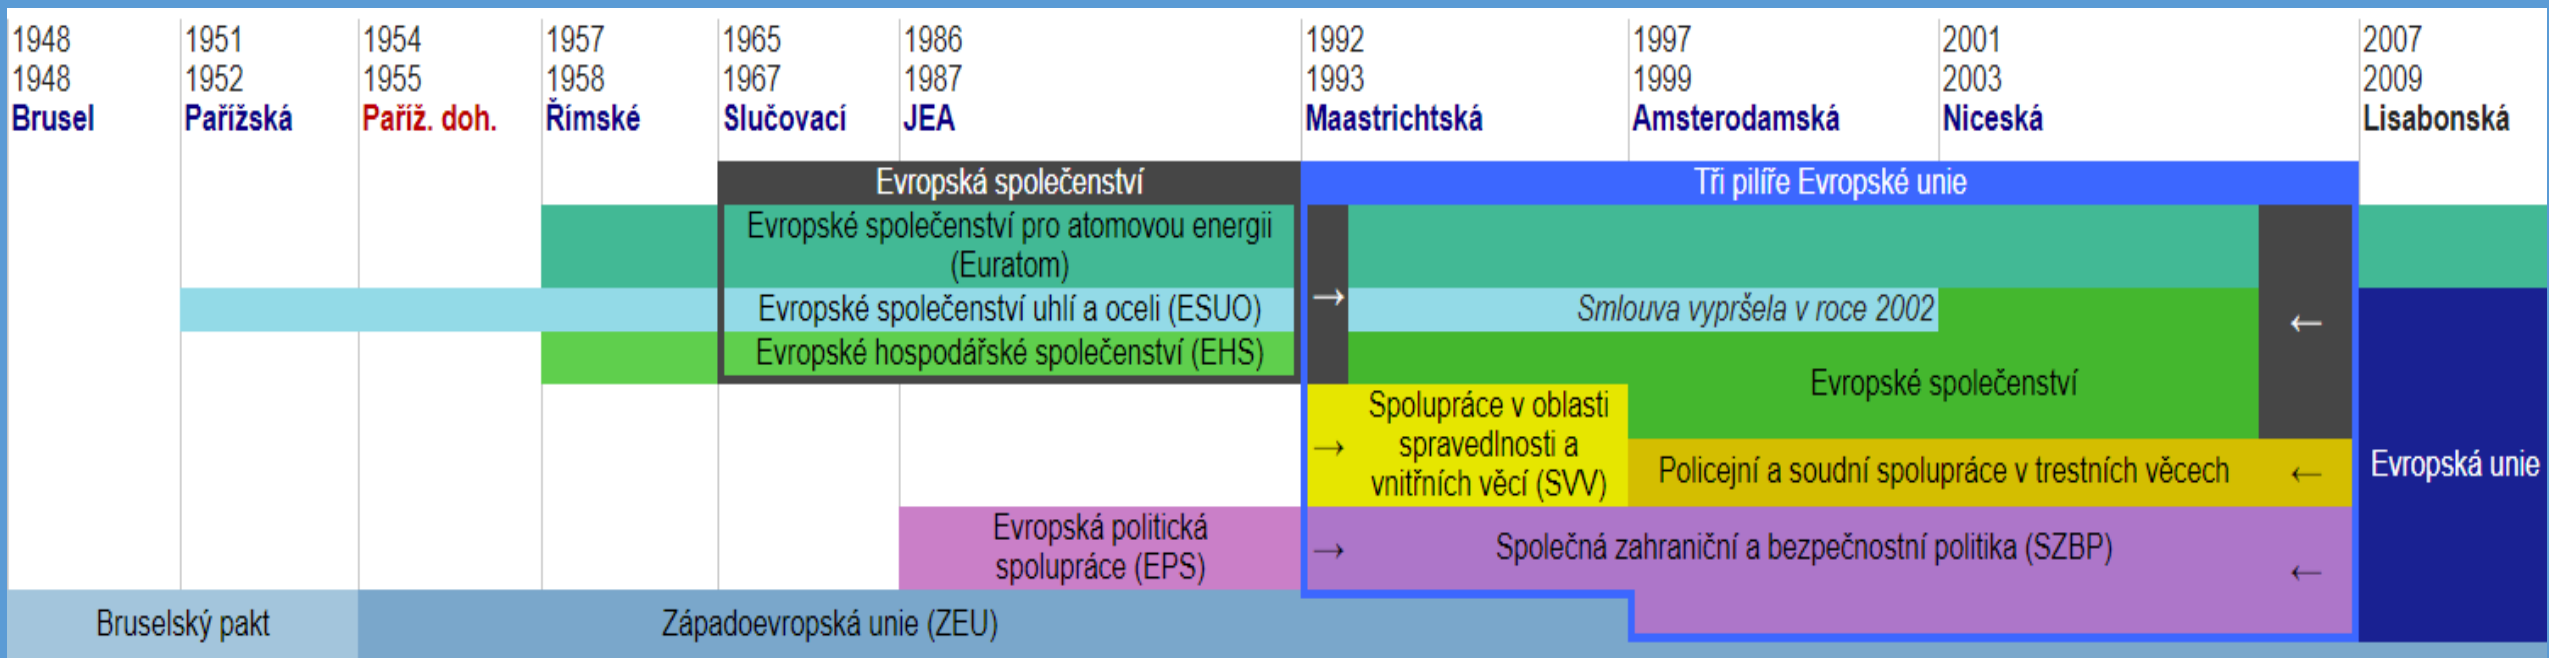 1948
1948
Brusel
1951
1952
Pařížská
1954
1955
Paříž. doh.
1957
1958
Římské
1965
1967
Slučovací
1986
1987
JEA
1992
1993
Maastrichtská
1997
1999
Amsterodamská
2001
2003
Niceská
2007
2009
Lisabonská
Evropská společenství
Tři pilíře Evropské unie
Evropské společenství pro atomovou energii
(Euratom)
→
Evropské společenství uhlí a oceli (ESUO)
Smlouva vypršela v roce 2002
←
Evropské hospodářské společenství (EHS)
Evropské společenství
→
Spolupráce v oblasti
spravedlnosti a
vnitřních věcí (SVV)
Policejní a soudní spolupráce v trestních věcech
←
Evropská unie
Evropská politická
spolupráce (EPS)
→
Společná zahraniční a bezpečnostní politika (SZBP)
←
Bruselský pakt
Západoevropská unie (ZEU)